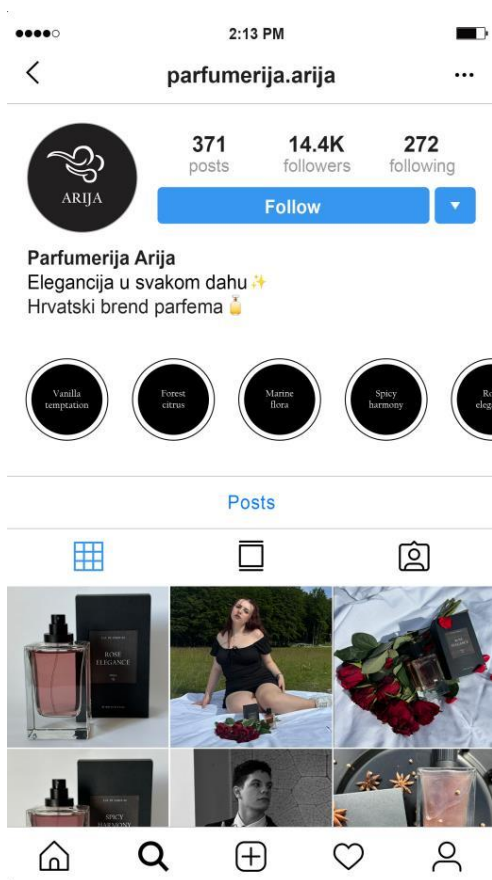 2:13 PM
parfumerija.arija
ARIJA
371 14.4K 272
posts followers following
Follow
Parfumerija Arija
Elegancija u svakom dahu✨
Hrvatski brend parfema
Vanilla
temptation
Forest
citrus
Marine
flora
Spicy
harmony
Posts
ROSE
ELEGANCE
SPICY
HARMONY